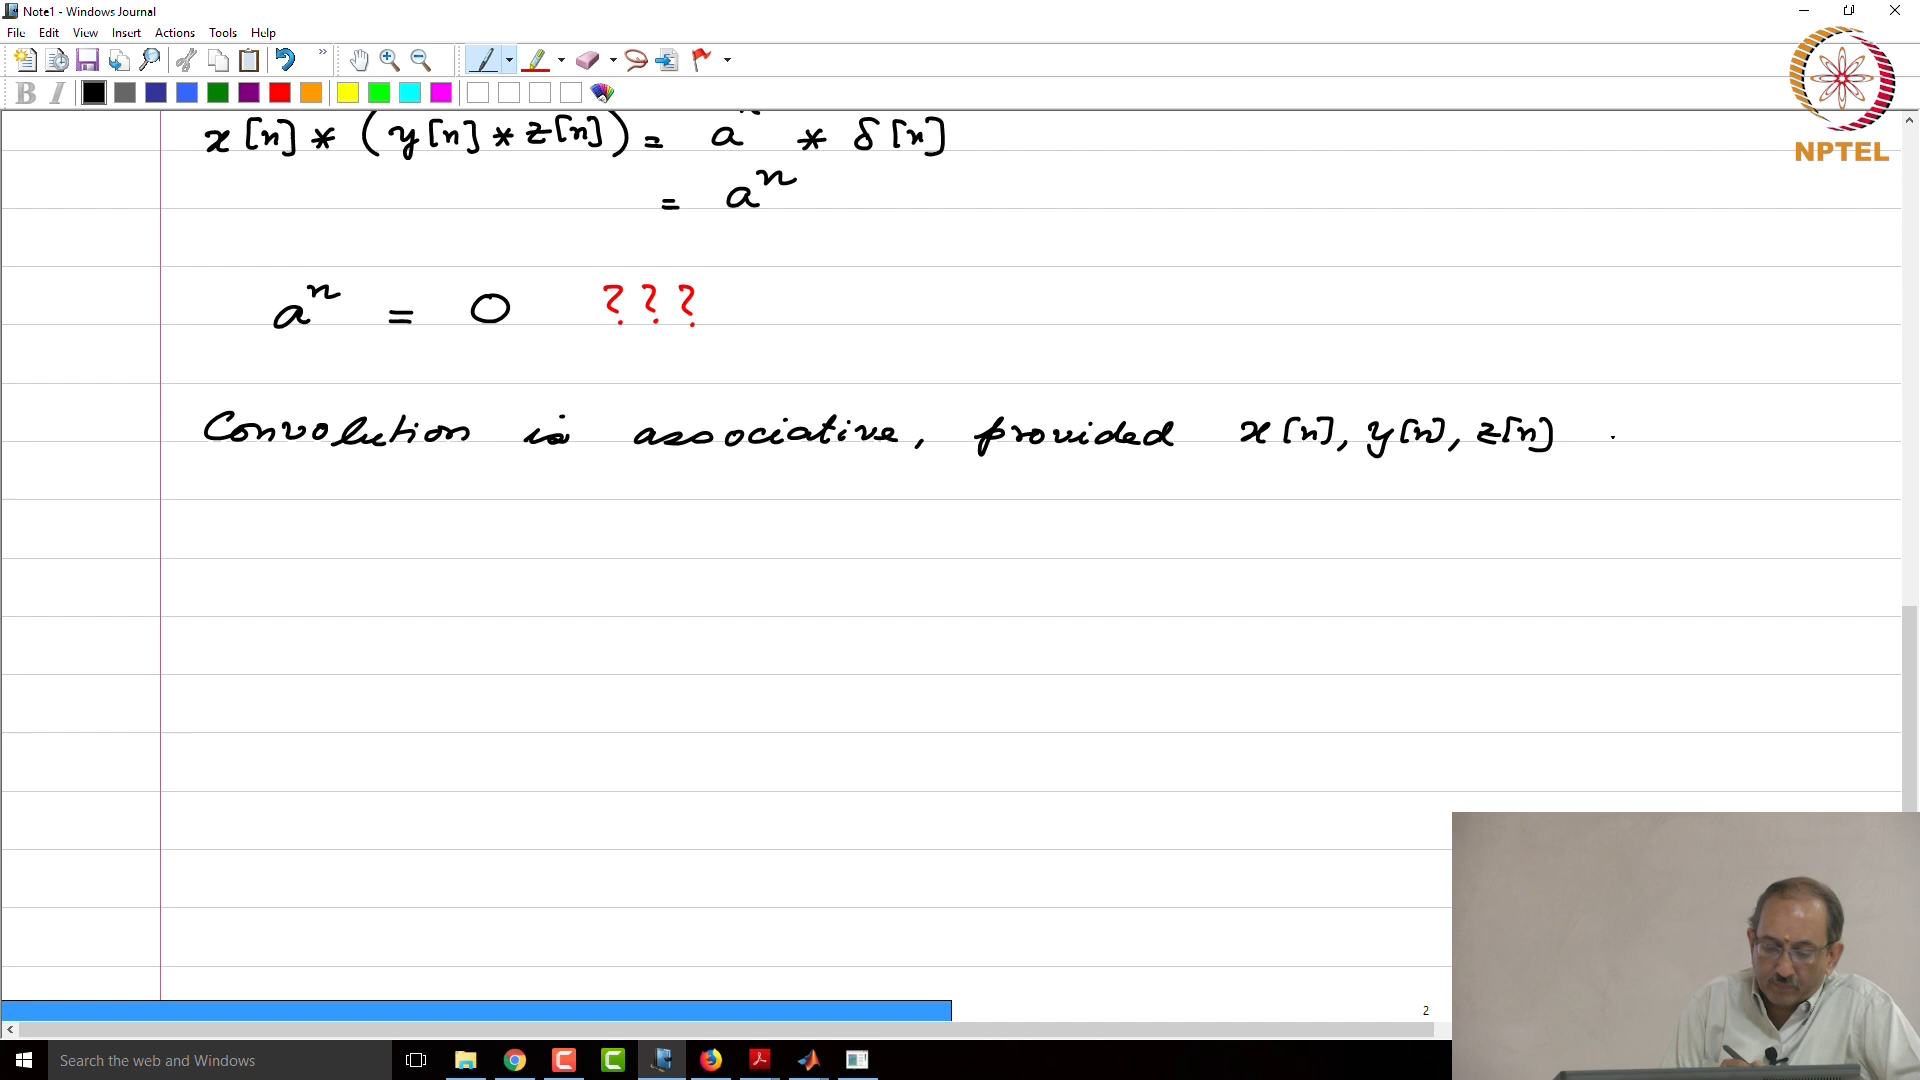 Note1 - Windows Journal
File Edit View Insert Actions Tools Help
B I
NPTEL
x[n] * (y[n] * z[n]) = a^n * δ[n]
= a^n
a^n = 0 ???
Convolution is associative, provided x[n], y[n], z[n]
2
Search the web and Windows